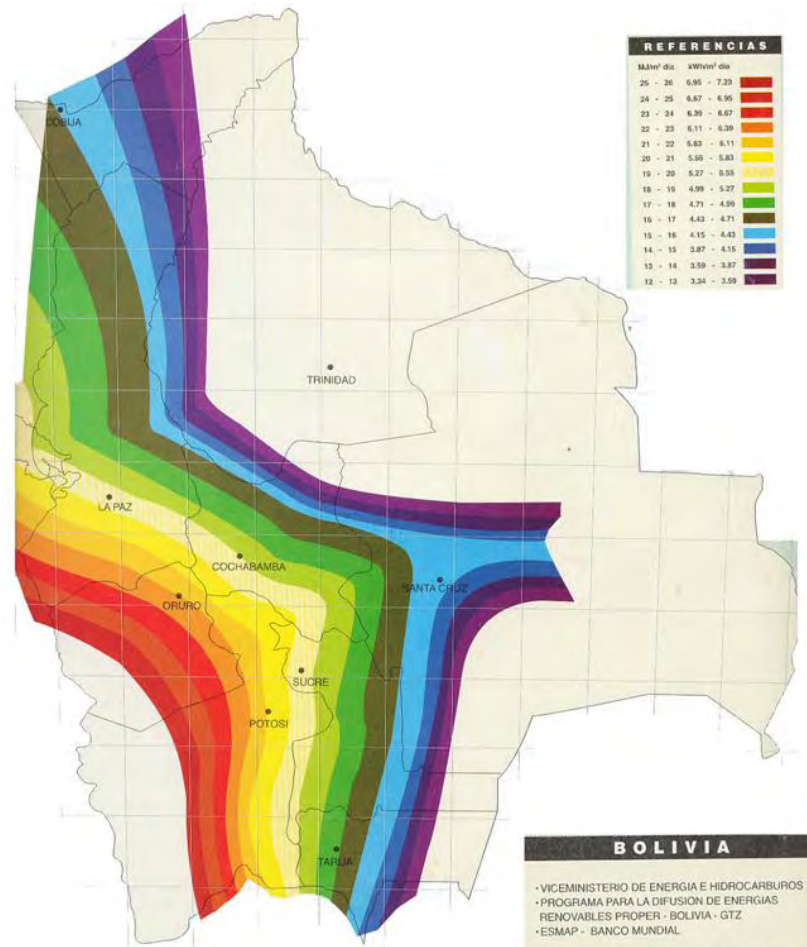 REFERENCIAS
MJ/m² día kWh/m² día
25 - 26 6.95 - 7.23
24 - 25 6.67 - 6.95
23 - 24 6.39 - 6.67
22 - 23 6.11 - 6.39
21 - 22 5.83 - 6.11
20 - 21 5.55 - 5.83
19 - 20 5.27 - 5.55
18 - 19 4.99 - 5.27
17 - 18 4.71 - 4.99
16 - 17 4.43 - 4.71
15 - 16 4.15 - 4.43
14 - 15 3.87 - 4.15
13 - 14 3.59 - 3.87
12 - 13 3.34 - 3.59
COBIJA
TRINIDAD
LA PAZ
COCHABAMBA
SANTA CRUZ
ORURO
SUCRE
POTOSI
TARIJA
BOLIVIA
• VICEMINISTERIO DE ENERGIA E HIDROCARBUROS
• PROGRAMA PARA LA DIFUSION DE ENERGIAS
RENOVABLES PROPER - BOLIVIA - GTZ
• ESMAP - BANCO MUNDIAL